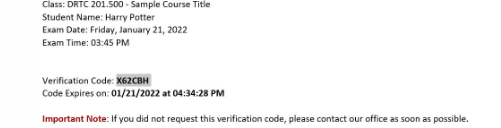 Class: DRTC 201.500 - Sample Course Title
Student Name: Harry Potter
Exam Date: Friday, January 21, 2022
Exam Time: 03:45 PM
Verification Code: X62CBH
Code Expires on: 01/21/2022 at 04:34:28 PM
Important Note: If you did not request this verification code, please contact our office as soon as possible.